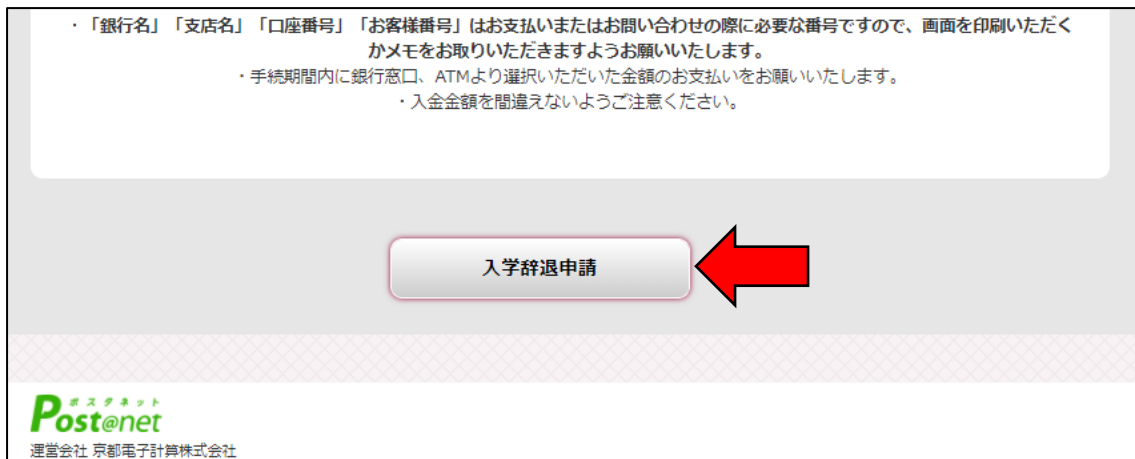 ・「銀行名」「支店名」「口座番号」「お客様番号」はお支払いまたはお問い合わせの際に必要な番号ですので、画面を印刷いただく
かメモをお取りいただきますようお願いいたします。
・手続期間内に銀行窓口、ATMより選択いただいた金額のお支払いをお願いいたします。
・入金金額を間違えないようご注意ください。
入学辞退申請
ポスタネット
Post@net
運営会社 京都電子計算株式会社